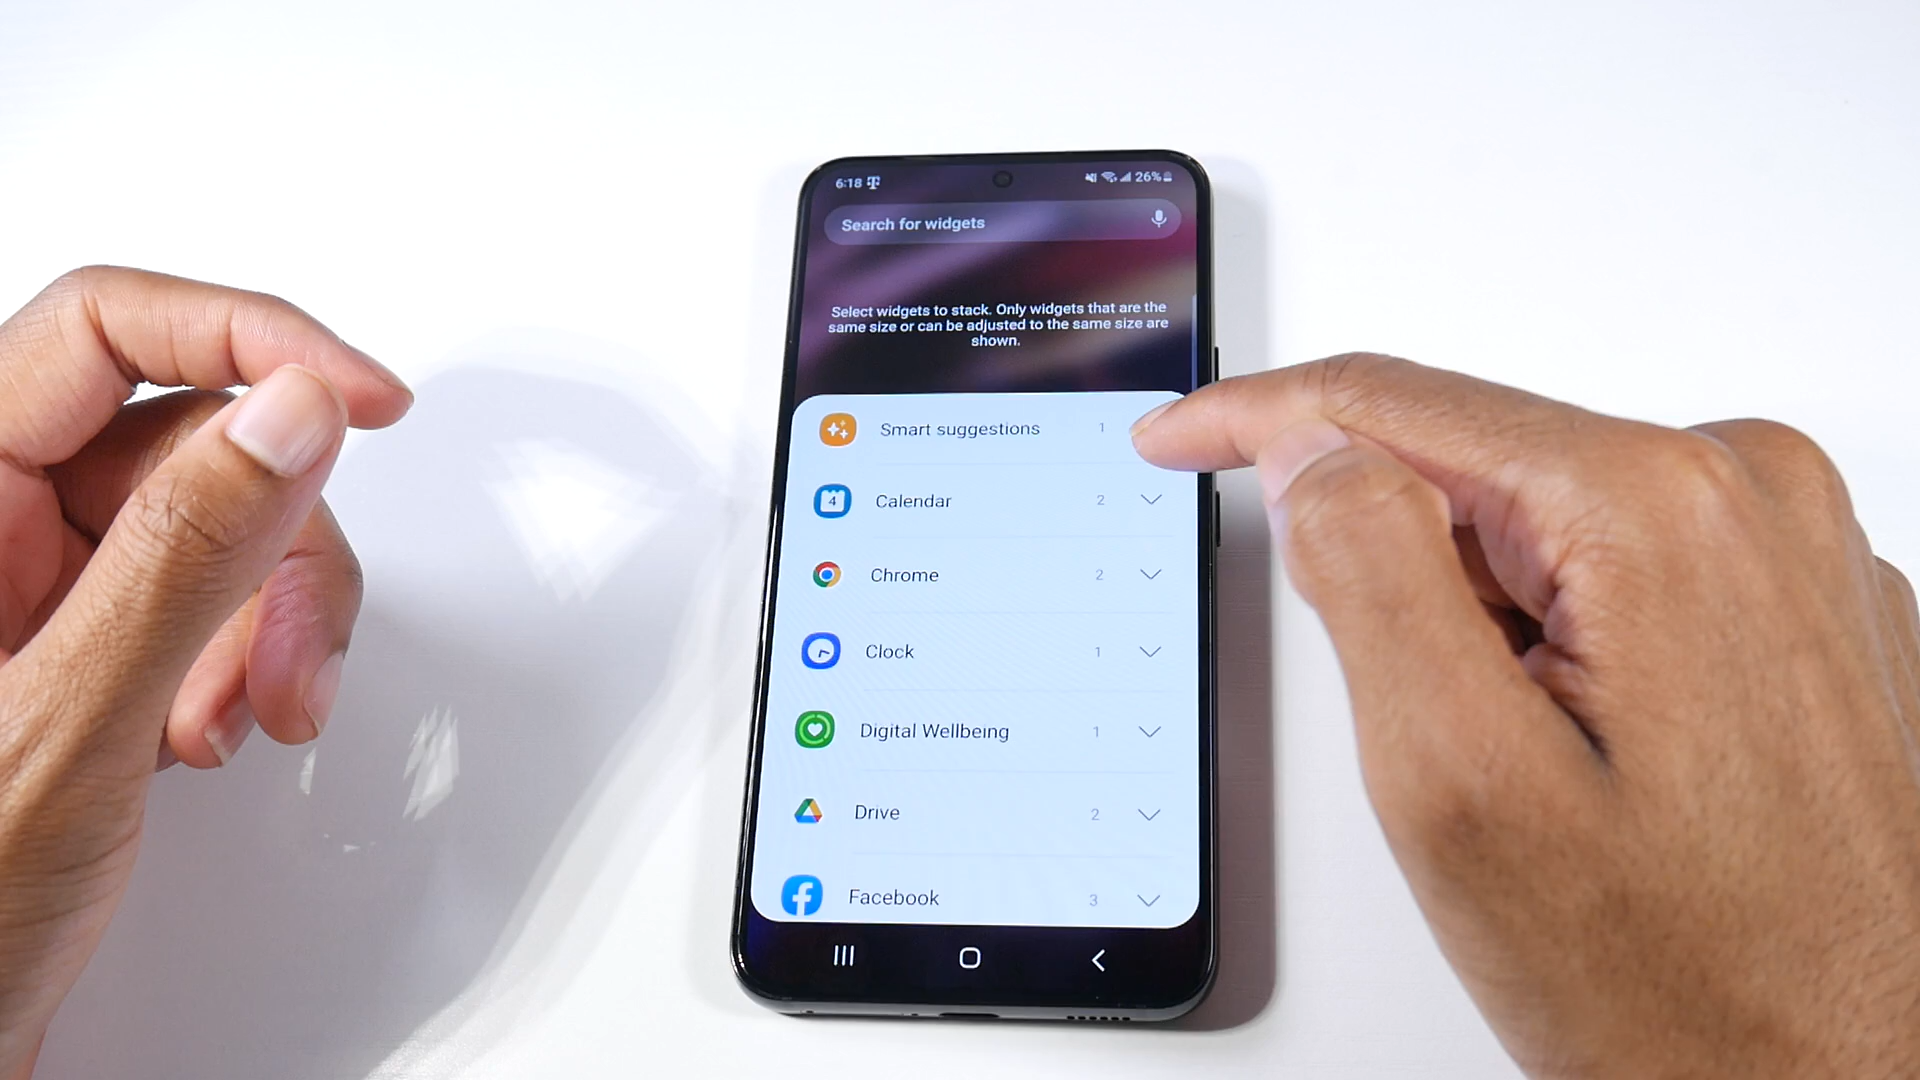 6:18 26%
Search for widgets
Select widgets to stack. Only widgets that are the
same size or can be adjusted to the same size are
shown.
Smart suggestions 1
4 Calendar 2
Chrome 2
Clock 1
Digital Wellbeing 1
Drive 2
Facebook 3